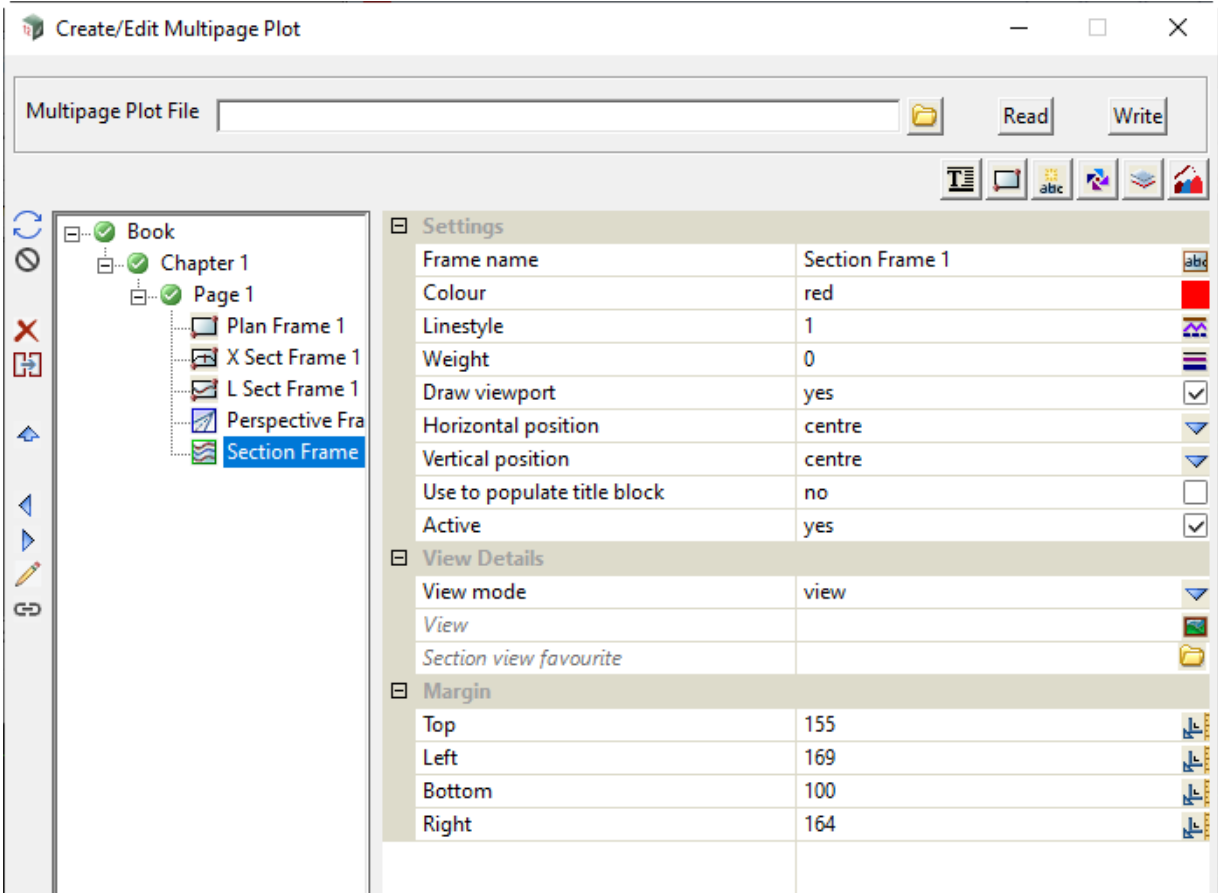 Create/Edit Multipage Plot
Multipage Plot File Read Write
T abc
Book
Chapter 1
Page 1
Plan Frame 1
X Sect Frame 1
L Sect Frame 1
Perspective Fra
Section Frame
Settings
Frame name Section Frame 1 abc
Colour red
Linestyle 1
Weight 0
Draw viewport yes
Horizontal position centre
Vertical position centre
Use to populate title block no
Active yes
View Details
View mode view
View
Section view favourite
Margin
Top 155
Left 169
Bottom 100
Right 164